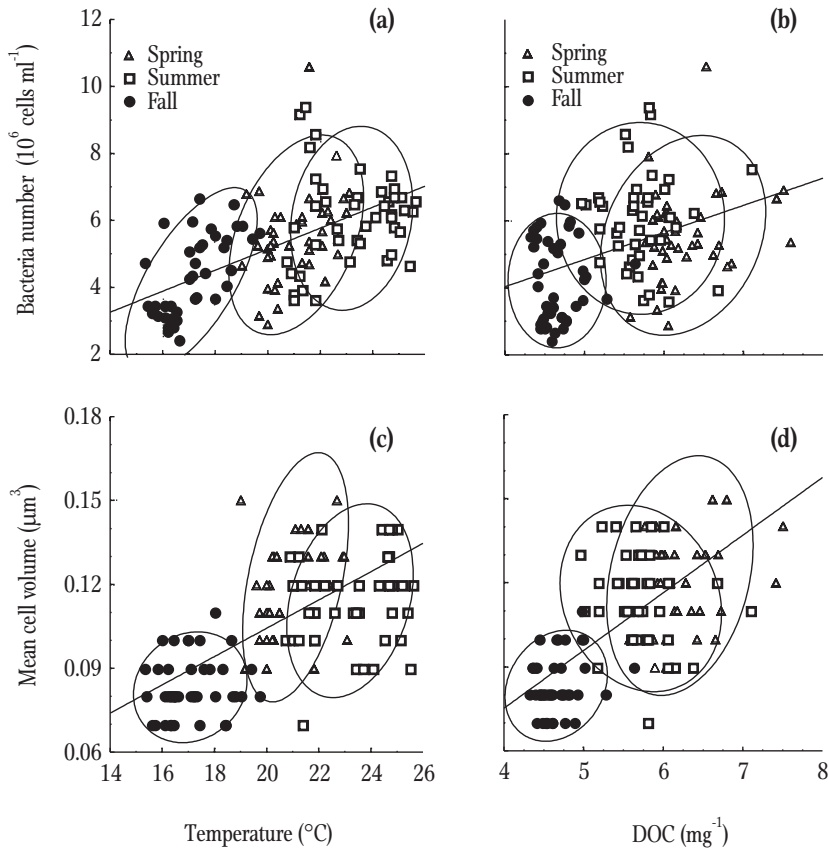 (a)
Spring
Summer
Fall
Bacteria number (10⁶ cells ml⁻¹)
12
10
8
6
4
2
(b)
Spring
Summer
Fall
(c)
Mean cell volume (μm³)
0.18
0.15
0.12
0.09
0.06
14 16 18 20 22 24 26
Temperature (°C)
(d)
4 5 6 7 8
DOC (mg⁻¹)